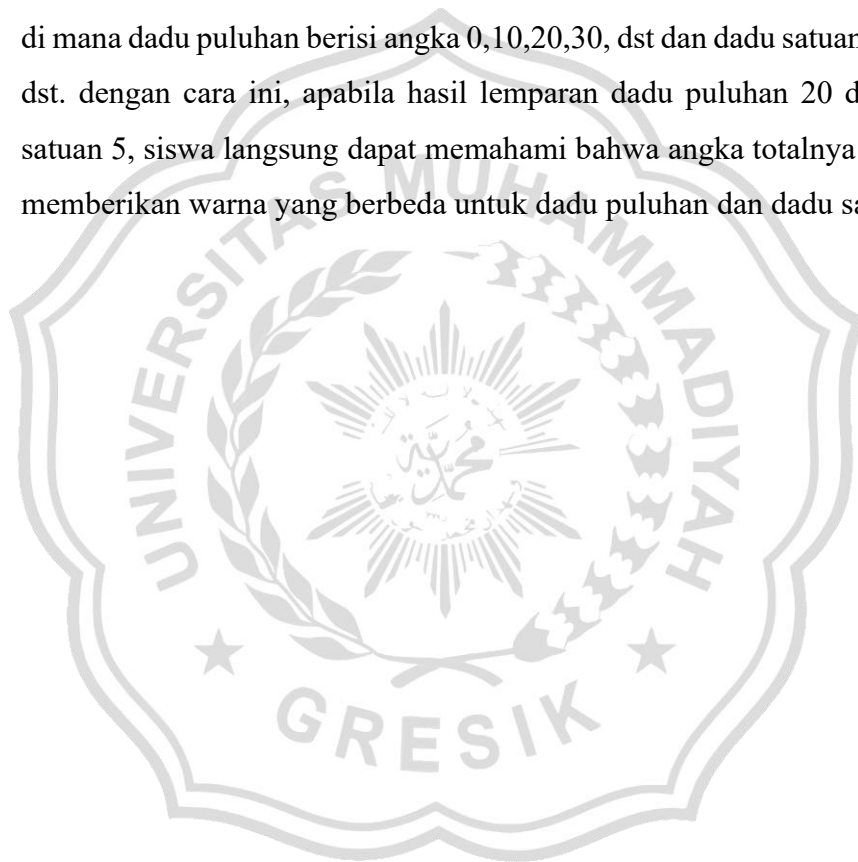 di mana dadu puluhan berisi angka 0,10,20,30, dst dan dadu satuan
dst. dengan cara ini, apabila hasil lemparan dadu puluhan 20 d
satuan 5, siswa langsung dapat memahami bahwa angka totalnya
memberikan warna yang berbeda untuk dadu puluhan dan dadu sa
UNIVERSITAS MUHAMMADIYAH
محمد
GRESIK